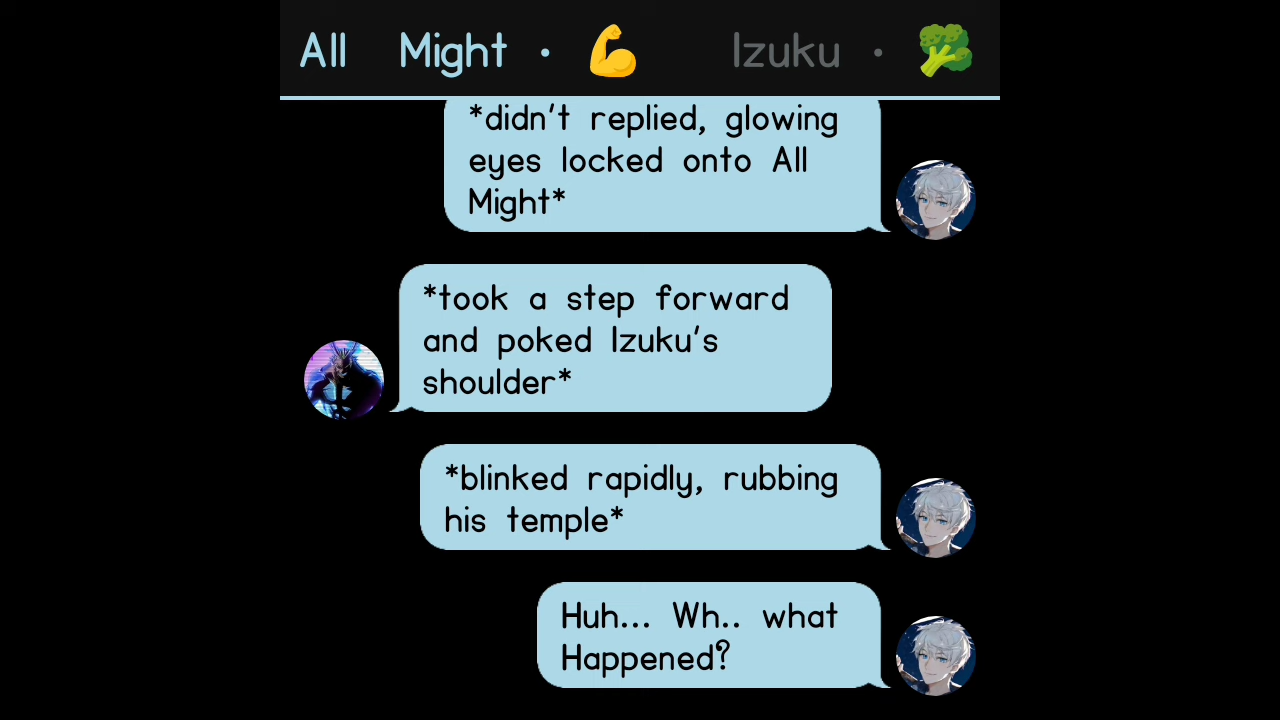 All Might • 💪 Izuku • 🥦
*didn't replied, glowing
eyes locked onto All
Might*
*took a step forward
and poked Izuku's
shoulder*
*blinked rapidly, rubbing
his temple*
Huh... Wh.. what
Happened?